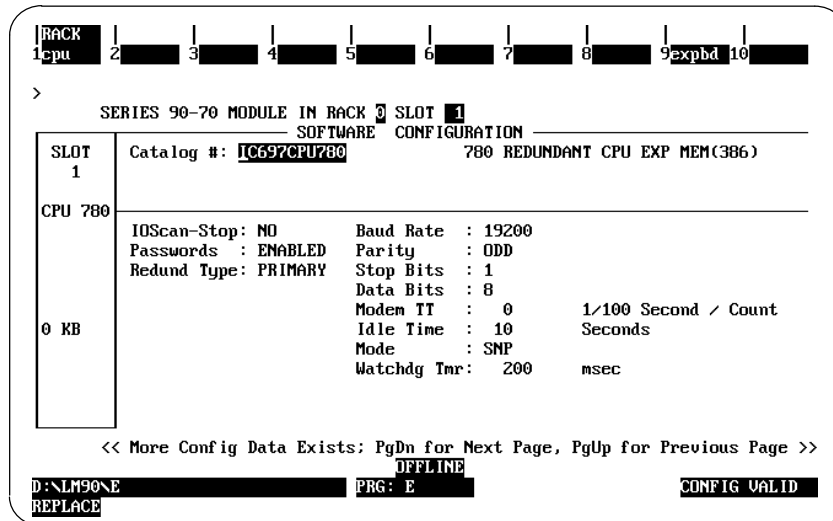 RACK
1cpu 2 3 4 5 6 7 8 9expbd 10
>
SERIES 90-70 MODULE IN RACK 0 SLOT 1
SOFTWARE CONFIGURATION
SLOT Catalog #: IC697CPU780 780 REDUNDANT CPU EXP MEM(386)
1
CPU 780
IOScan-Stop: NO Baud Rate : 19200
Passwords : ENABLED Parity : ODD
Redund Type: PRIMARY Stop Bits : 1
Data Bits : 8
Modem TT : 0 1/100 Second / Count
0 KB Idle Time : 10 Seconds
Mode : SNP
Watchdg Tmr: 200 msec
<< More Config Data Exists; PgDn for Next Page, PgUp for Previous Page >>
OFFLINE
D:\LM90\E PRG: E CONFIG VALID
REPLACE